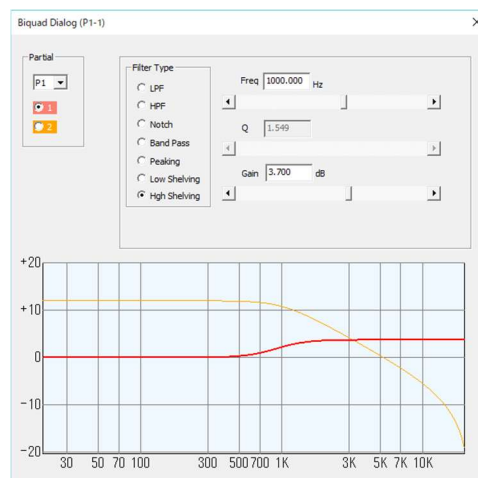 Biquad Dialog (P1-1)
Partial
P1
1
2
Filter Type
LPF
HPF
Notch
Band Pass
Peaking
Low Shelving
Hgh Shelving
Freq 1000.000 Hz
Q 1.549
Gain 3.700 dB
+20
+10
0
-10
-20
30 50 70 100 300 500 700 1K 3K 5K 7K 10K